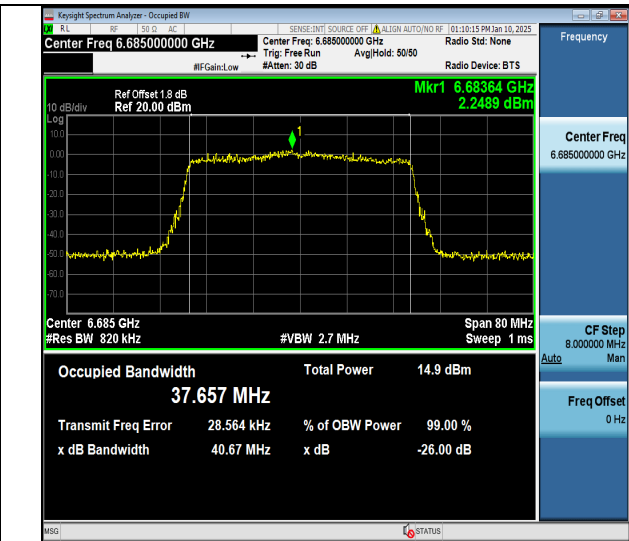 Keysight Spectrum Analyzer - Occupied BW
LXI RL RF 50 Ω AC SENSE:INT SOURCE OFF ALIGN AUTO/NO RF 01:10:15 PM Jan 10, 2025
Center Freq 6.685000000 GHz
Center Freq: 6.685000000 GHz Radio Std: None
Trig: Free Run Avg|Hold: 50/50
#IFGain:Low #Atten: 30 dB Radio Device: BTS
Ref Offset 1.8 dB
Mkr1 6.68364 GHz
10 dB/div Ref 20.00 dBm 2.2489 dBm
Log
10.0
1
0.00
-10.0
-20.0
-30.0
-40.0
-50.0
-60.0
-70.0
Center 6.685 GHz Span 80 MHz
#Res BW 820 kHz #VBW 2.7 MHz Sweep 1 ms
Occupied Bandwidth Total Power 14.9 dBm
37.657 MHz
Transmit Freq Error 28.564 kHz % of OBW Power 99.00 %
x dB Bandwidth 40.67 MHz x dB -26.00 dB
MSG STATUS
Frequency
Center Freq
6.685000000 GHz
CF Step
8.000000 MHz
Auto Man
Freq Offset
0 Hz